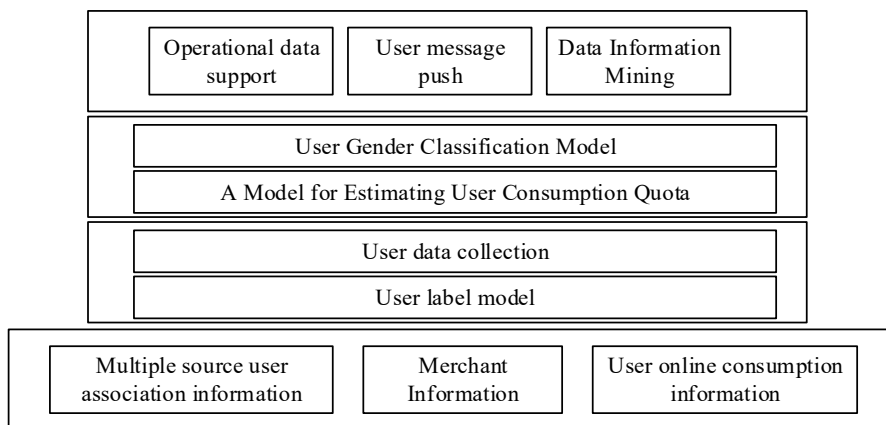 Operational data
support
User message
push
Data Information
Mining
User Gender Classification Model
A Model for Estimating User Consumption Quota
User data collection
User label model
Multiple source user
association information
Merchant
Information
User online consumption
information